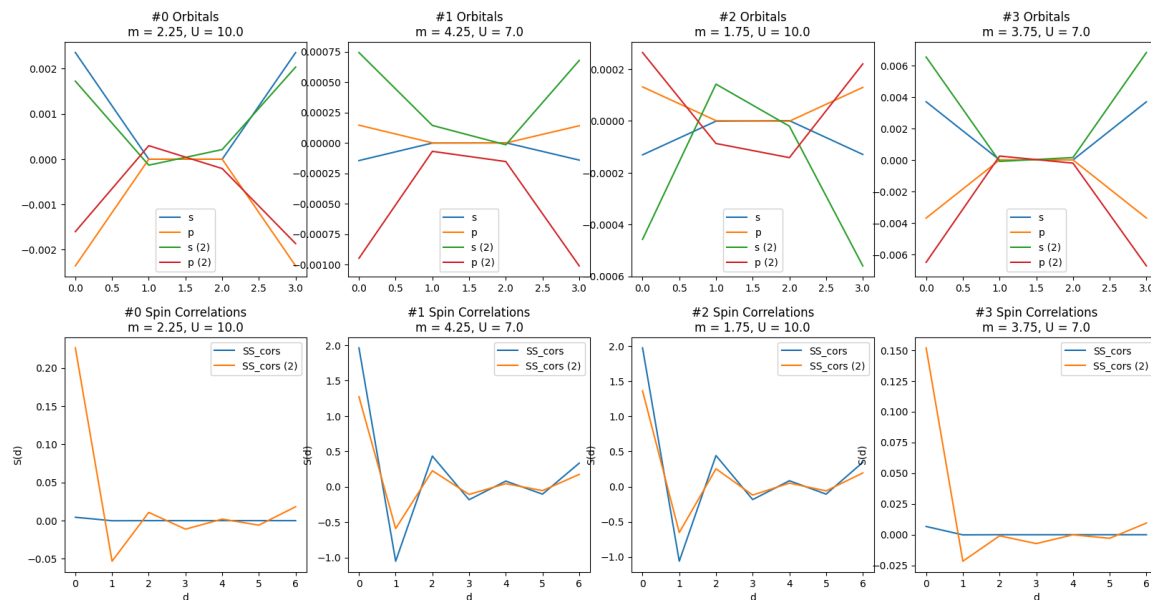 #0 Orbitals
m = 2.25, U = 10.0
#1 Orbitals
m = 4.25, U = 7.0
#2 Orbitals
m = 1.75, U = 10.0
#3 Orbitals
m = 3.75, U = 7.0
0.002
0.001
0.000
−0.001
−0.002
0.0 0.5 1.0 1.5 2.0 2.5 3.0
s
p
s (2)
p (2)
0.00075
0.00050
0.00025
0.00000
−0.00025
−0.00050
−0.00075
−0.00100
0.0 0.5 1.0 1.5 2.0 2.5 3.0
s
p
s (2)
p (2)
0.0002
0.0000
−0.0002
−0.0004
0.0006
0.0 0.5 1.0 1.5 2.0 2.5 3.0
s
p
s (2)
p (2)
0.006
0.004
0.002
0.000
−0.002
−0.004
−0.006
0.0 0.5 1.0 1.5 2.0 2.5 3.0
s
p
s (2)
p (2)
#0 Spin Correlations
m = 2.25, U = 10.0
#1 Spin Correlations
m = 4.25, U = 7.0
#2 Spin Correlations
m = 1.75, U = 10.0
#3 Spin Correlations
m = 3.75, U = 7.0
S(d)
0.20
0.15
0.10
0.05
0.00
−0.05
0 1 2 3 4 5 6
d
SS_cors
SS_cors (2)
S(d)
2.0
1.5
1.0
0.5
0.0
−0.5
−1.0
0 1 2 3 4 5 6
d
SS_cors
SS_cors (2)
S(d)
2.0
1.5
1.0
0.5
0.0
−0.5
−1.0
0 1 2 3 4 5 6
d
SS_cors
SS_cors (2)
S(d)
0.150
0.125
0.100
0.075
0.050
0.025
0.000
−0.025
0 1 2 3 4 5 6
d
SS_cors
SS_cors (2)